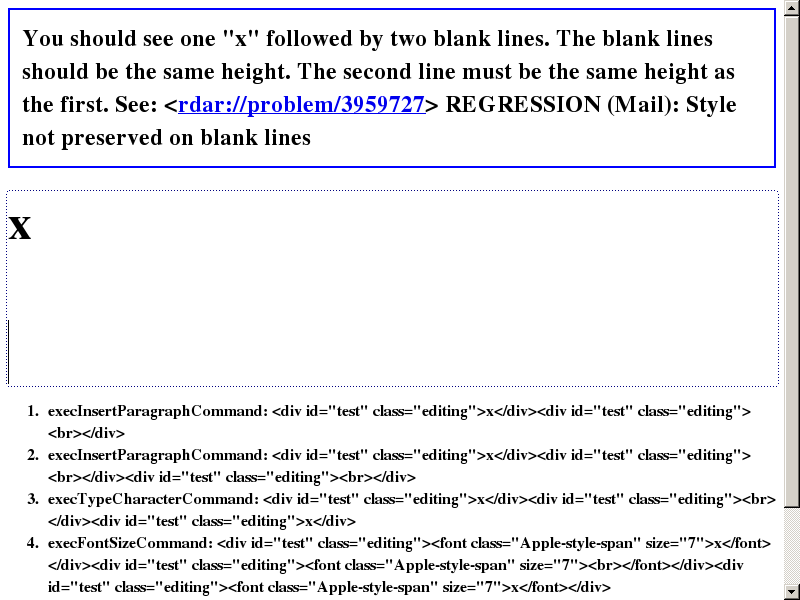 You should see one "x" followed by two blank lines. The blank lines
should be the same height. The second line must be the same height as
the first. See: <rdar://problem/3959727> REGRESSION (Mail): Style
not preserved on blank lines
x
1. execInsertParagraphCommand: <div id="test" class="editing">x</div><div id="test" class="editing">
<br></div>
2. execInsertParagraphCommand: <div id="test" class="editing">x</div><div id="test" class="editing">
<br></div><div id="test" class="editing"><br></div>
3. execTypeCharacterCommand: <div id="test" class="editing">x</div><div id="test" class="editing"><br>
</div><div id="test" class="editing">x</div>
4. execFontSizeCommand: <div id="test" class="editing"><font class="Apple-style-span" size="7">x</font>
</div><div id="test" class="editing"><font class="Apple-style-span" size="7"><br></font></div><div
id="test" class="editing"><font class="Apple-style-span" size="7">x</font></div>